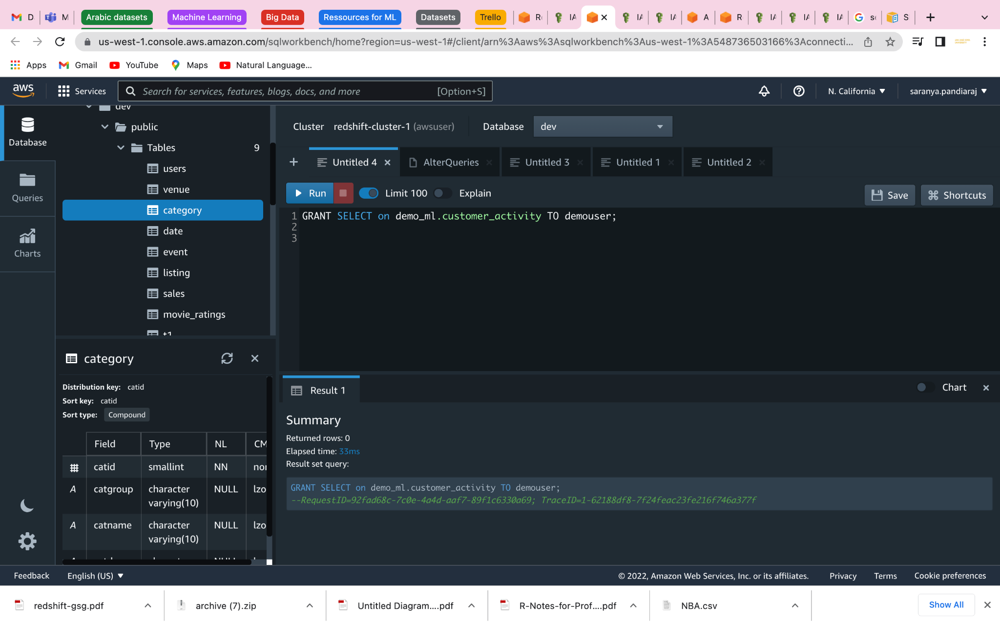 D
M
Arabic datasets
Machine Learning
Big Data
Ressources for ML
Datasets
Trello
IA
IA
IA
A
R
IA
IA
IA
S
us-west-1.console.aws.amazon.com/sqlworkbench/home?region=us-west-1#/client/arn%3Aaws%3Asqlworkbench%3Aus-west-1%3A548736503166%3Aconnecti...
Apps
Gmail
YouTube
Maps
Natural Language...
aws
Services
Search for services, features, blogs, docs, and more
[Option+S]
N. California
saranya.pandiaraj
dev
public
Tables
9
users
venue
category
date
event
listing
sales
movie_ratings
t1
Database
Queries
Charts
Cluster redshift-cluster-1 (awsuser)
Database
dev
Untitled 4
AlterQueries
Untitled 3
Untitled 1
Untitled 2
Run
Limit 100
Explain
Save
Shortcuts
1 GRANT SELECT on demo_ml.customer_activity TO demouser;
2
3
category
Distribution key: catid
Sort key: catid
Sort type: Compound
Field Type NL CM
catid smallint NN non
A catgroup character varying(10) NULL lzo
A catname character varying(10) NULL lzo
Result 1
Chart
Summary
Returned rows: 0
Elapsed time: 33ms
Result set query:
GRANT SELECT on demo_ml.customer_activity TO demouser;
--RequestID=92fad68c-7c0e-4a4d-aaf7-89f1c6330a69; TraceID=1-62188df8-7f24feac23fe216f746a377f
Feedback
English (US)
© 2022, Amazon Web Services, Inc. or its affiliates.
Privacy
Terms
Cookie preferences
redshift-gsg.pdf
archive (7).zip
Untitled Diagram....pdf
R-Notes-for-Prof....pdf
NBA.csv
Show All